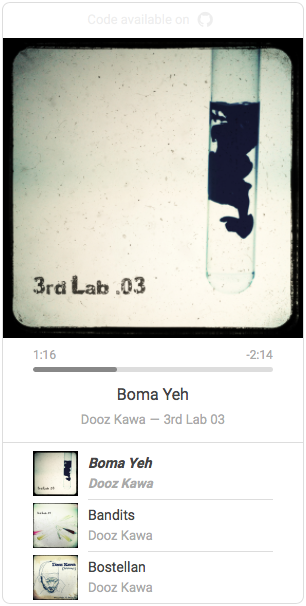 Code available on
3rd Lab .03
1:16
-2:14
Boma Yeh
Dooz Kawa — 3rd Lab 03
Boma Yeh
Dooz Kawa
Bandits
Dooz Kawa
Bostellan
Dooz Kawa